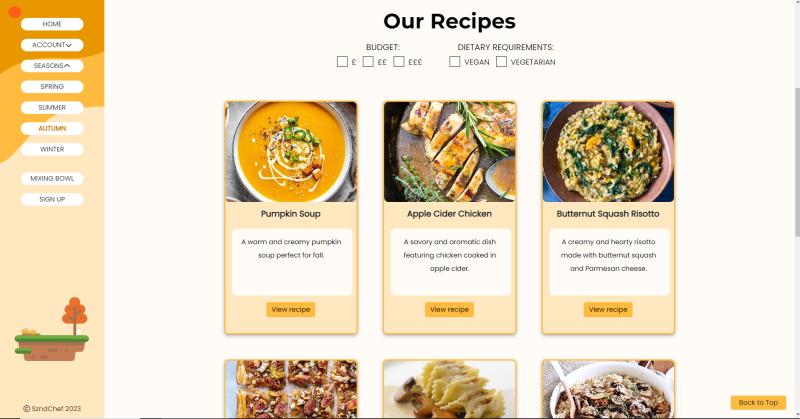 HOME
ACCOUNT
SEASONS
SPRING
SUMMER
AUTUMN
WINTER
MIXING BOWL
SIGN UP
© SzndChef 2023
Our Recipes
BUDGET:
£ ££ £££
DIETARY REQUIREMENTS:
VEGAN VEGETARIAN
Pumpkin Soup
A warm and creamy pumpkin
soup perfect for fall.
View recipe
Apple Cider Chicken
A savory and aromatic dish
featuring chicken cooked in
apple cider.
View recipe
Butternut Squash Risotto
A creamy and hearty risotto
made with butternut squash
and Parmesan cheese.
View recipe
Back to Top